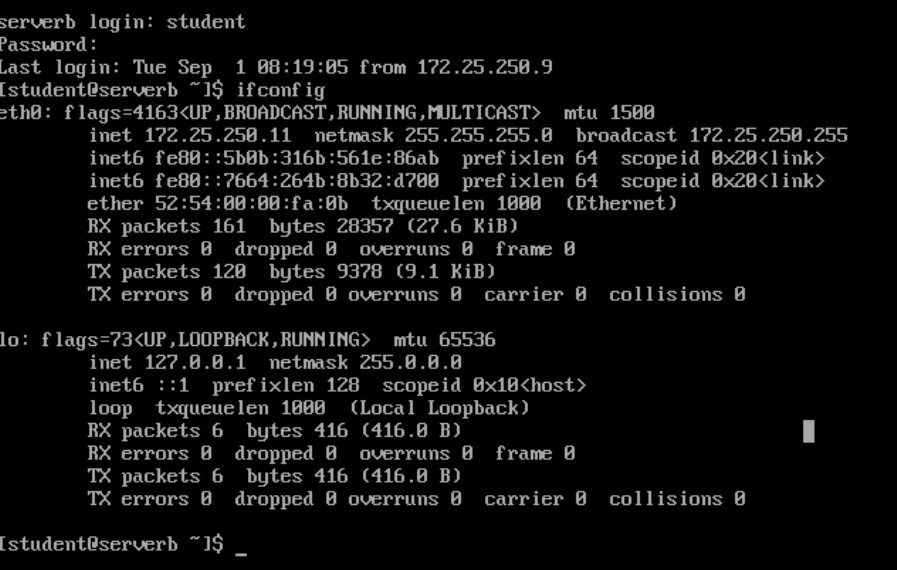 serverb login: student
Password:
Last login: Tue Sep  1 08:19:05 from 172.25.250.9
[student@serverb ~]$ ifconfig
eth0: flags=4163<UP,BROADCAST,RUNNING,MULTICAST>  mtu 1500
        inet 172.25.250.11  netmask 255.255.255.0  broadcast 172.25.250.255
        inet6 fe80::5b0b:316b:561e:86ab  prefixlen 64  scopeid 0x20<link>
        inet6 fe80::7664:264b:8b32:d700  prefixlen 64  scopeid 0x20<link>
        ether 52:54:00:00:fa:0b  txqueuelen 1000  (Ethernet)
        RX packets 161  bytes 28357 (27.6 KiB)
        RX errors 0  dropped 0  overruns 0  frame 0
        TX packets 120  bytes 9378 (9.1 KiB)
        TX errors 0  dropped 0 overruns 0  carrier 0  collisions 0

lo: flags=73<UP,LOOPBACK,RUNNING>  mtu 65536
        inet 127.0.0.1  netmask 255.0.0.0
        inet6 ::1  prefixlen 128  scopeid 0x10<host>
        loop  txqueuelen 1000  (Local Loopback)
        RX packets 6  bytes 416 (416.0 B)
        RX errors 0  dropped 0  overruns 0  frame 0
        TX packets 6  bytes 416 (416.0 B)
        TX errors 0  dropped 0 overruns 0  carrier 0  collisions 0

[student@serverb ~]$ _